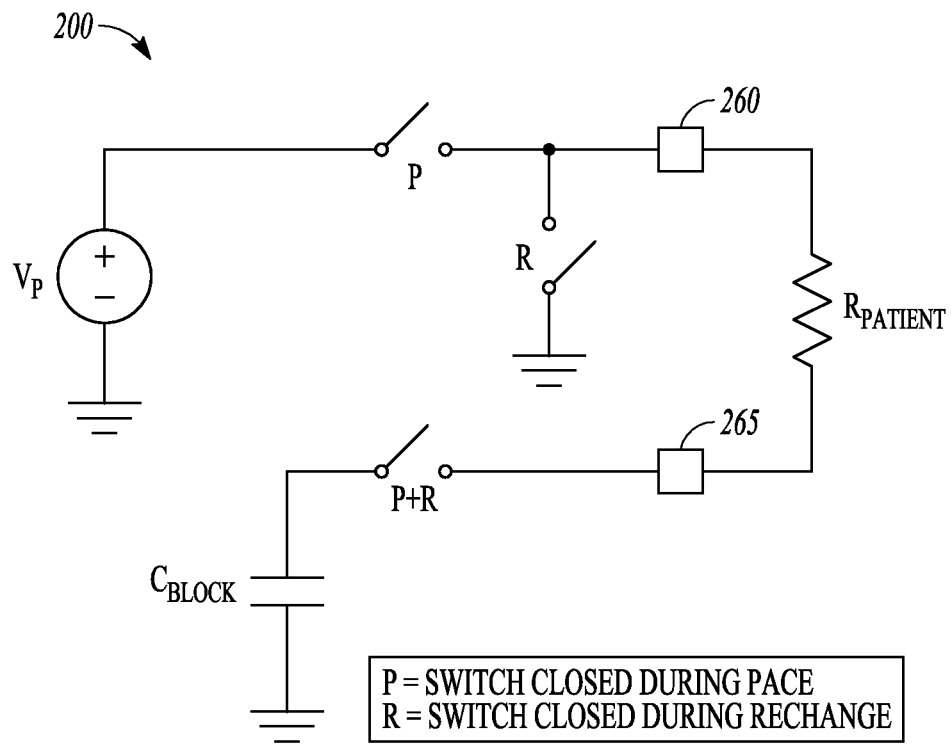 200
260
P
R
+
−
V_P
R_PATIENT
265
P+R
C_BLOCK
P = SWITCH CLOSED DURING PACE
R = SWITCH CLOSED DURING RECHANGE